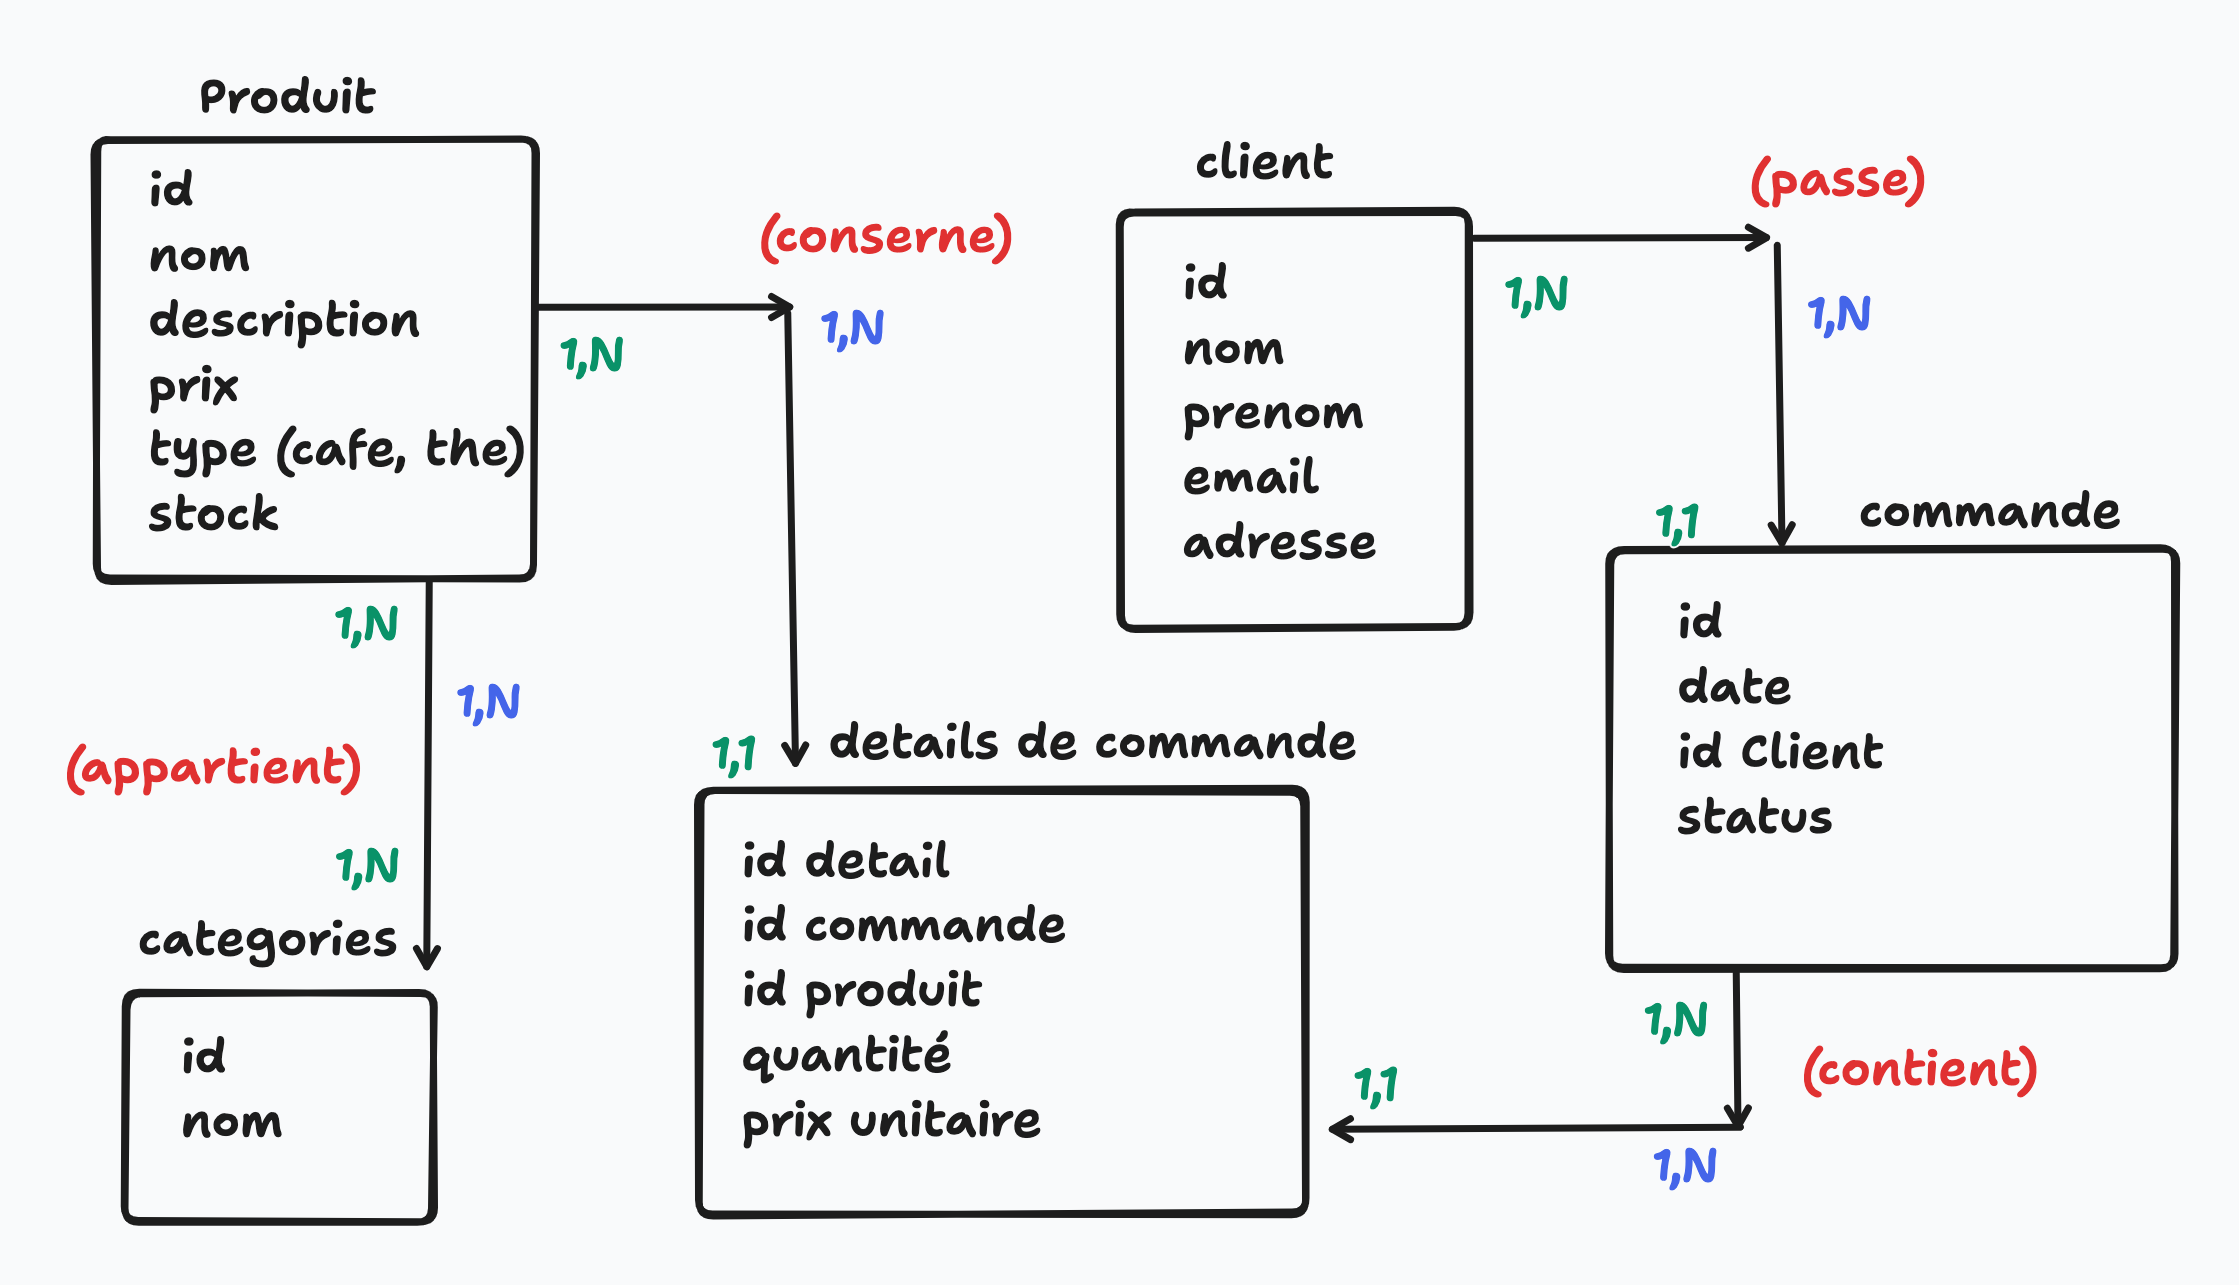 Produit
id
nom
description
prix
type (cafe, the)
stock
(conserne)
1,N
1,N
client
id
nom
prenom
email
adresse
(passe)
1,N
1,N
1,1
commande
id
date
id Client
status
1,N
1,N
(appartient)
1,N
categories
id
nom
1,1
details de commande
id detail
id commande
id produit
quantité
prix unitaire
1,N
(contient)
1,1
1,N